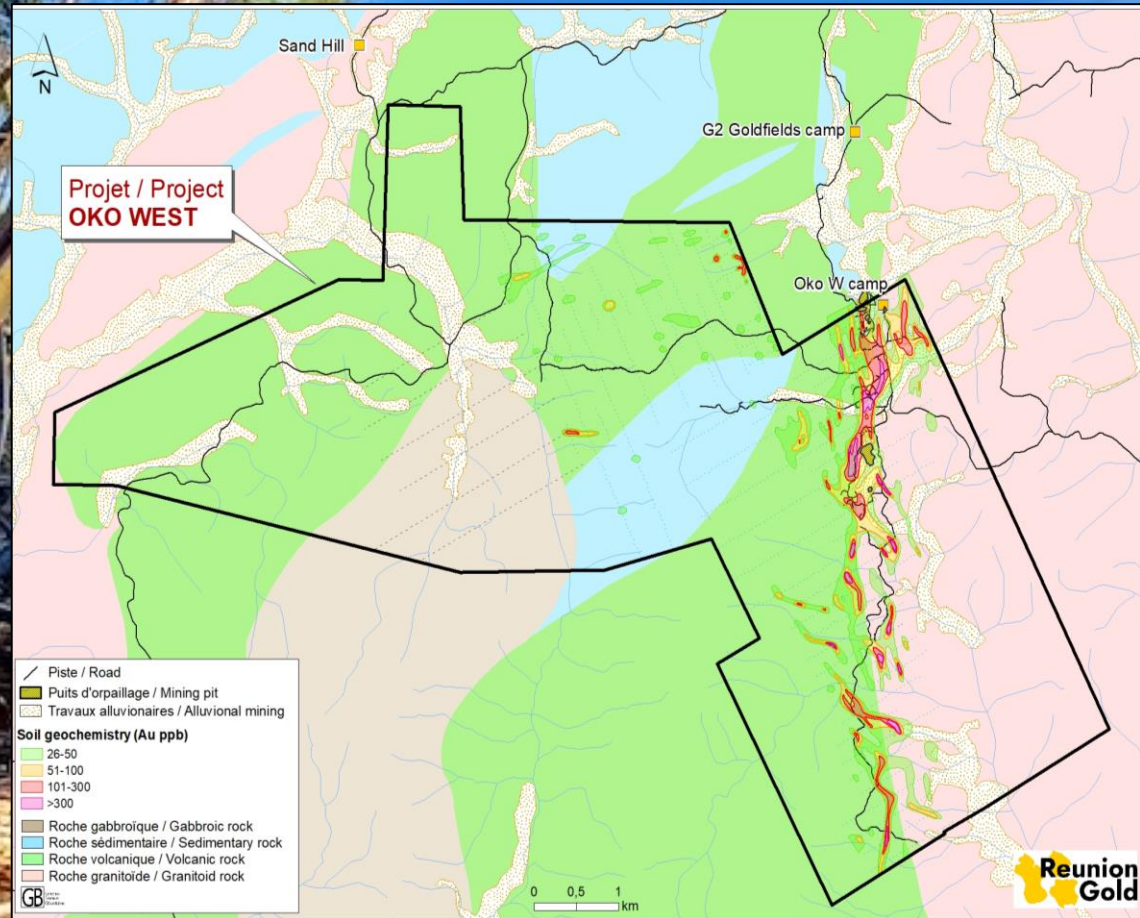 Sand Hill
N
G2 Goldfields camp
Projet / Project
OKO WEST
Oko W camp
Piste / Road
Puits d'orpaillage / Mining pit
Travaux alluvionaires / Alluvional mining
Soil geochemistry (Au ppb)
26-50
51-100
101-300
>300
Roche gabbroïque / Gabbroic rock
Roche sédimentaire / Sedimentary rock
Roche volcanique / Volcanic rock
Roche granitoïde / Granitoid rock
GB
0 0,5 1
km
Reunion
Gold